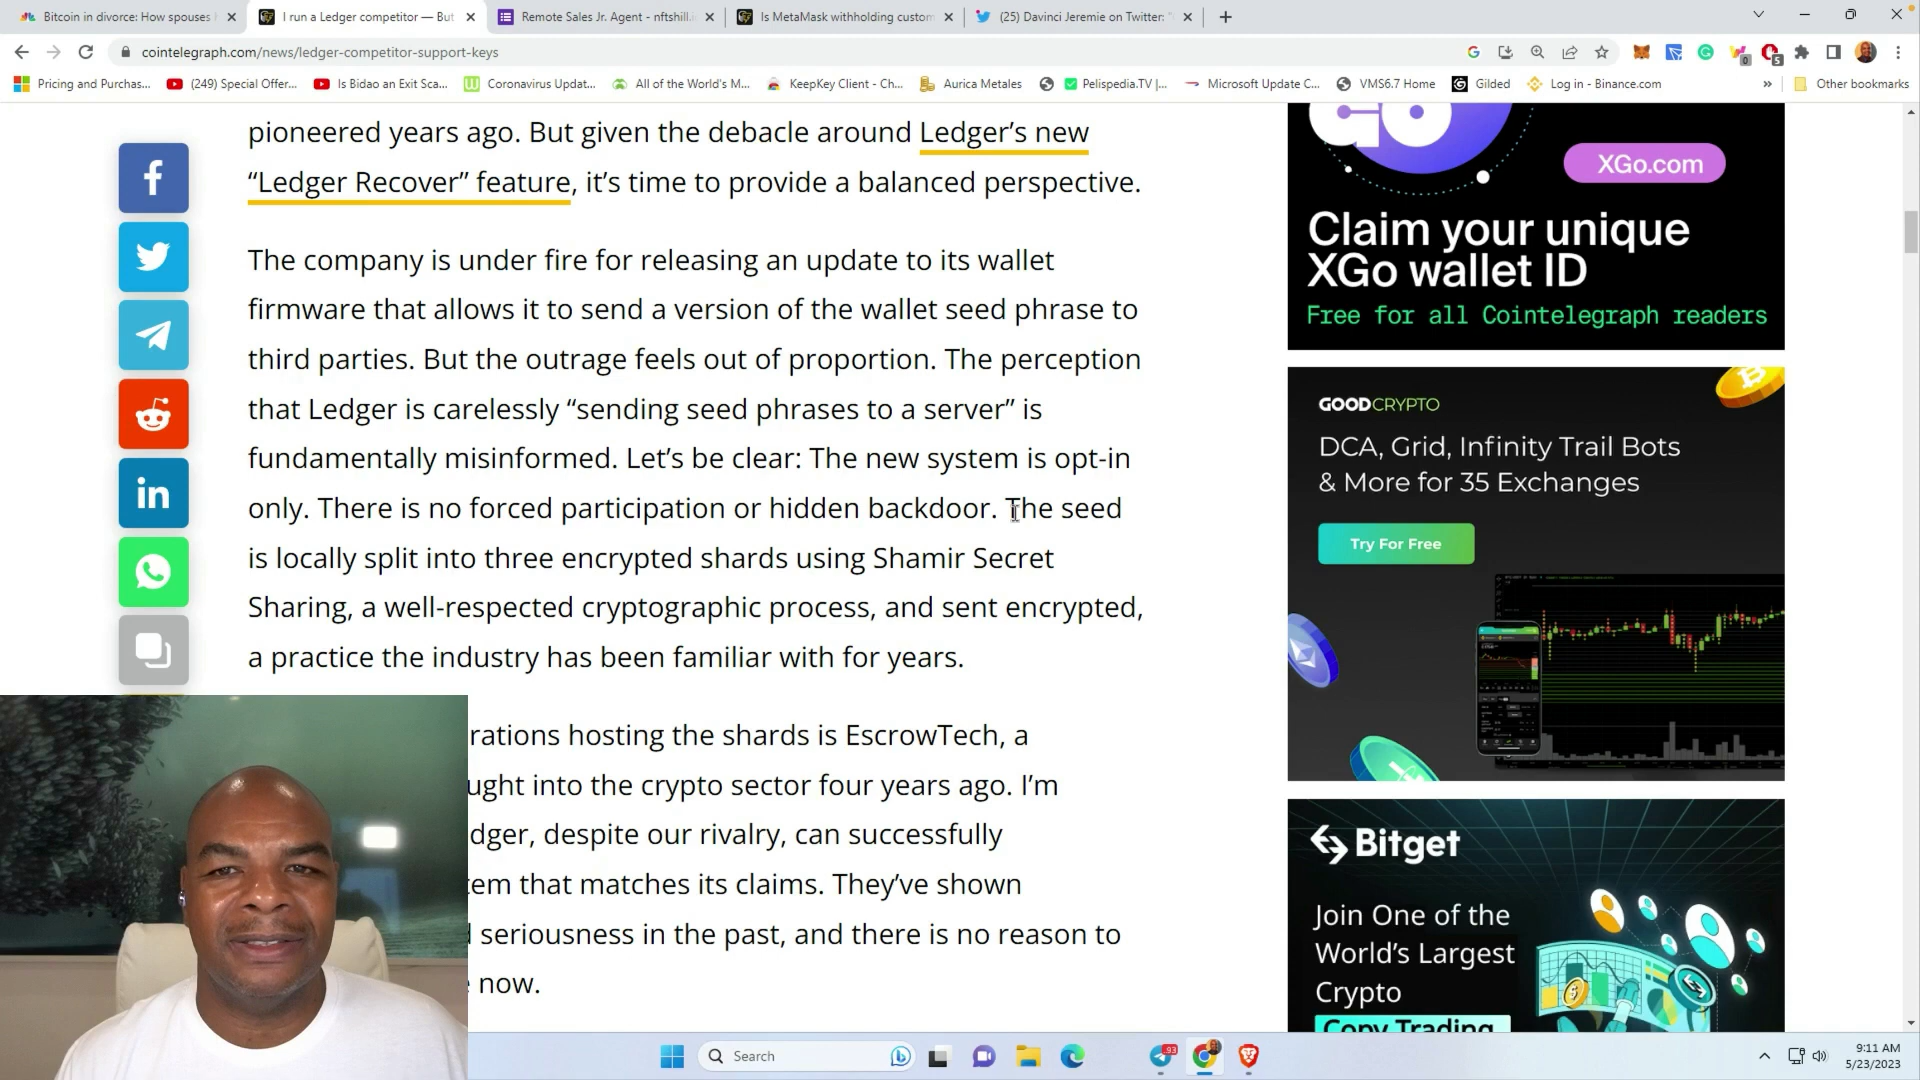 Bitcoin in divorce: How spouses
I run a Ledger competitor — But
Remote Sales Jr. Agent - nftshill.
Is MetaMask withholding custom
(25) Davinci Jeremie on Twitter:
cointelegraph.com/news/ledger-competitor-support-keys
Pricing and Purchas...
(249) Special Offer...
Is Bidao an Exit Sca...
Coronavirus Updat...
All of the World's M...
KeepKey Client - Ch...
Aurica Metales
Pelispedia.TV |...
Microsoft Update C...
VMS6.7 Home
Gilded
Log in - Binance.com
Other bookmarks
pioneered years ago. But given the debacle around Ledger’s new
“Ledger Recover” feature, it’s time to provide a balanced perspective.
The company is under fire for releasing an update to its wallet
firmware that allows it to send a version of the wallet seed phrase to
third parties. But the outrage feels out of proportion. The perception
that Ledger is carelessly “sending seed phrases to a server” is
fundamentally misinformed. Let’s be clear: The new system is opt-in
only. There is no forced participation or hidden backdoor. The seed
is locally split into three encrypted shards using Shamir Secret
Sharing, a well-respected cryptographic process, and sent encrypted,
a practice the industry has been familiar with for years.
rations hosting the shards is EscrowTech, a
ught into the crypto sector four years ago. I’m
dger, despite our rivalry, can successfully
tem that matches its claims. They’ve shown
seriousness in the past, and there is no reason to
now.
XGo.com
Claim your unique
XGo wallet ID
Free for all Cointelegraph readers
GOODCRYPTO
DCA, Grid, Infinity Trail Bots
& More for 35 Exchanges
Try For Free
Bitget
Join One of the
World’s Largest
Crypto
Copy Trading
Search
93
9:11 AM
5/23/2023